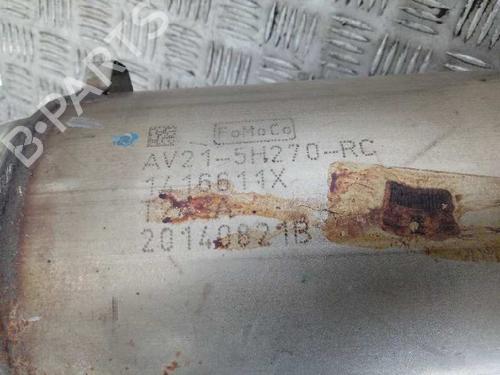 B-PARTS
FoMoCo
AV21-5H270-RC
1416611X
20140821B